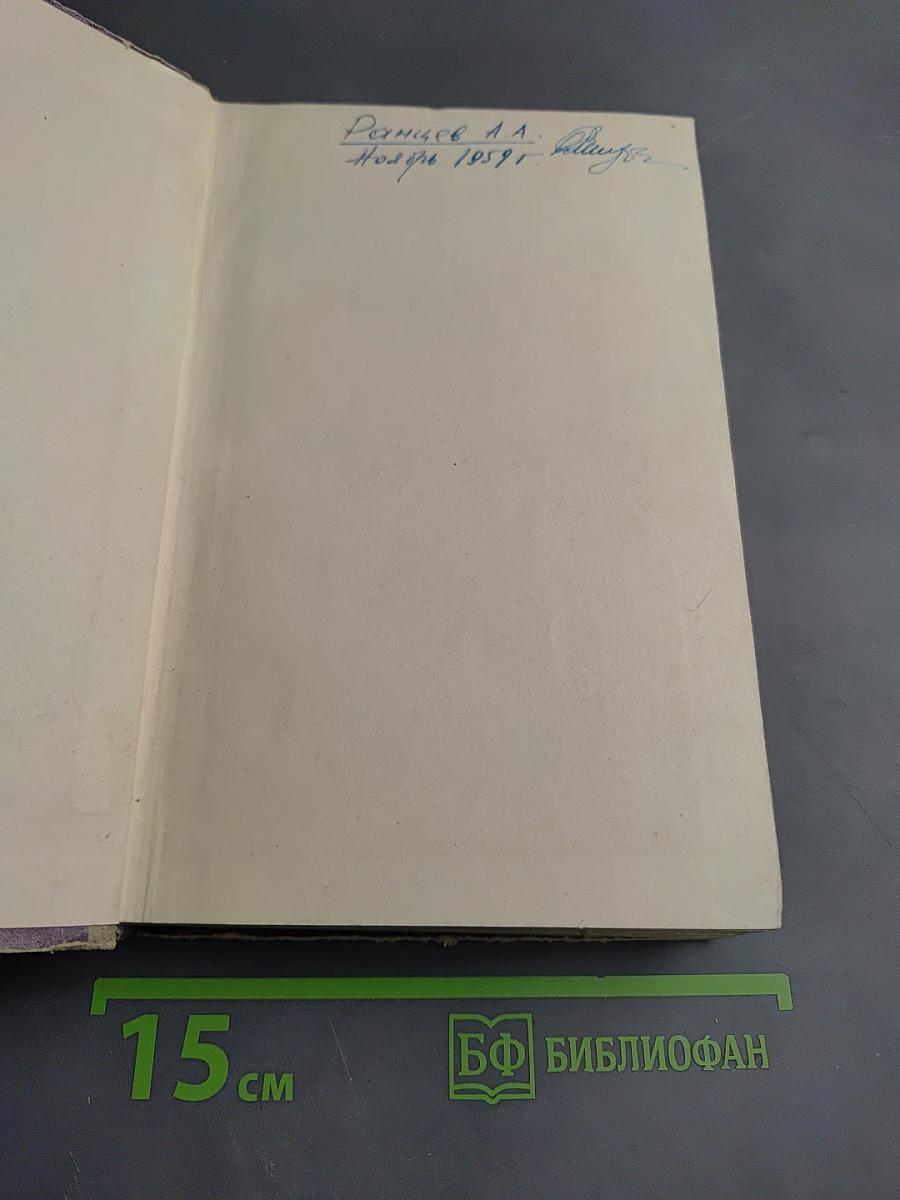 Ранцев А.А.
Ноябрь 1959 г.
15 см
БФ БИБЛИОФАН